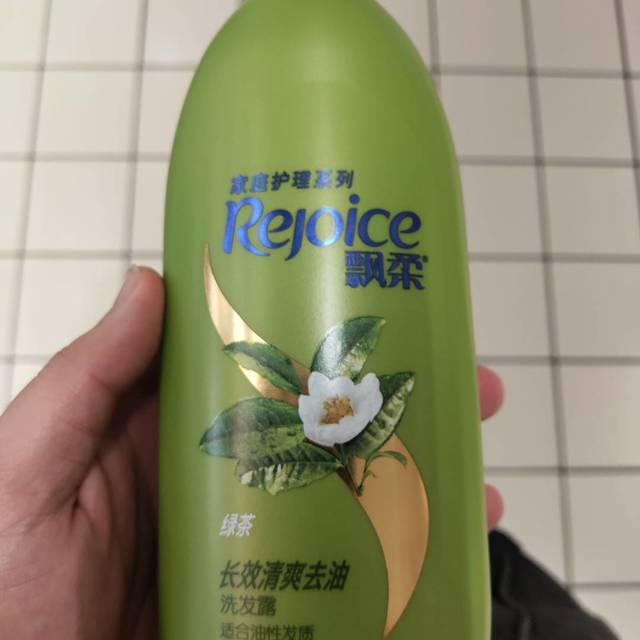 家庭护理系列
Rejoice
飘柔®
绿茶
长效清爽去油
洗发露
适合油性发质